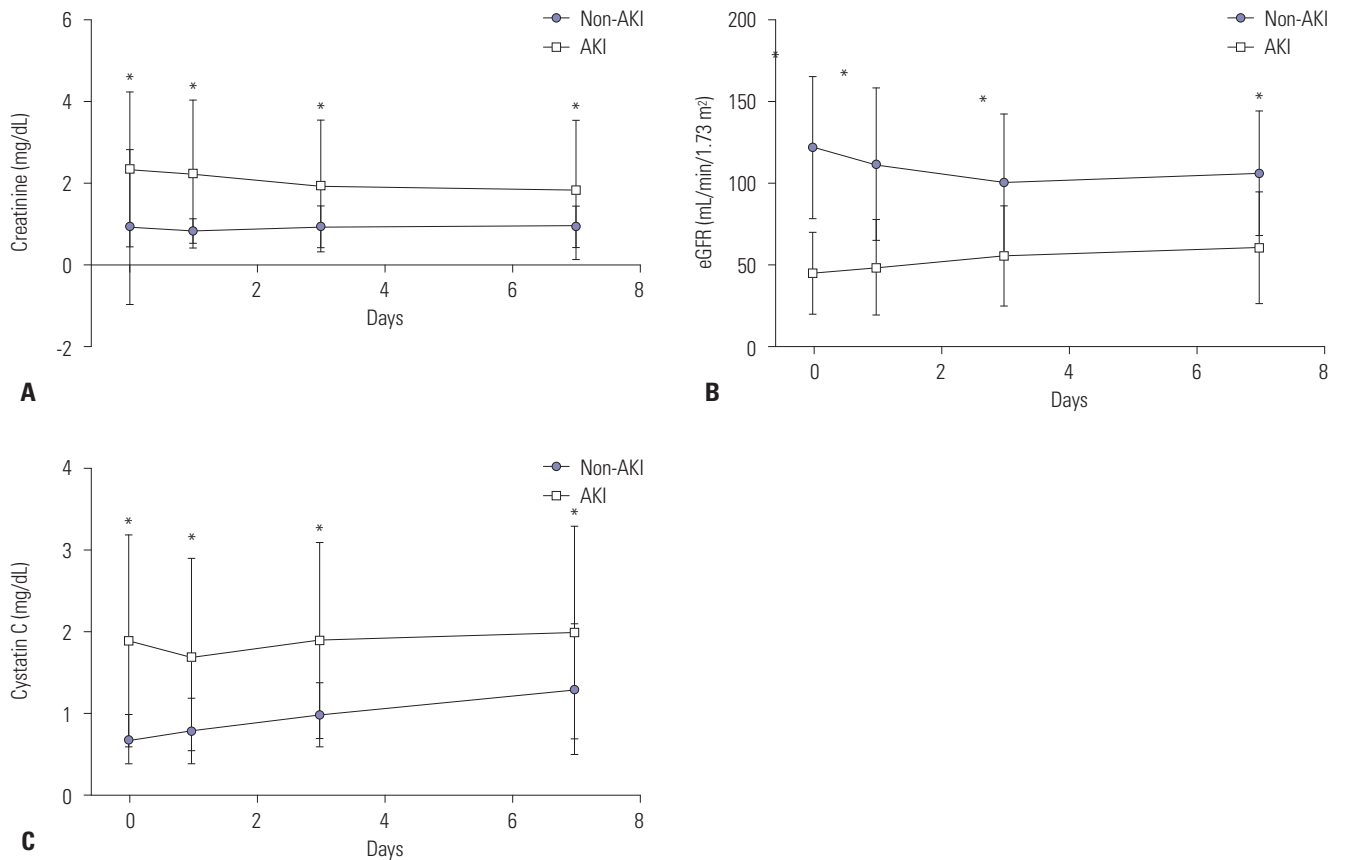 6
4
2
0
-2
Creatinine (mg/dL)
* * * *
Non-AKI
AKI
2 4 6 8
Days
A
200
150
100
50
0
eGFR (mL/min/1.73 m²)
* * * *
Non-AKI
AKI
0 2 4 6 8
Days
B
4
3
2
1
0
Cystatin C (mg/dL)
* * * *
Non-AKI
AKI
0 2 4 6 8
Days
C